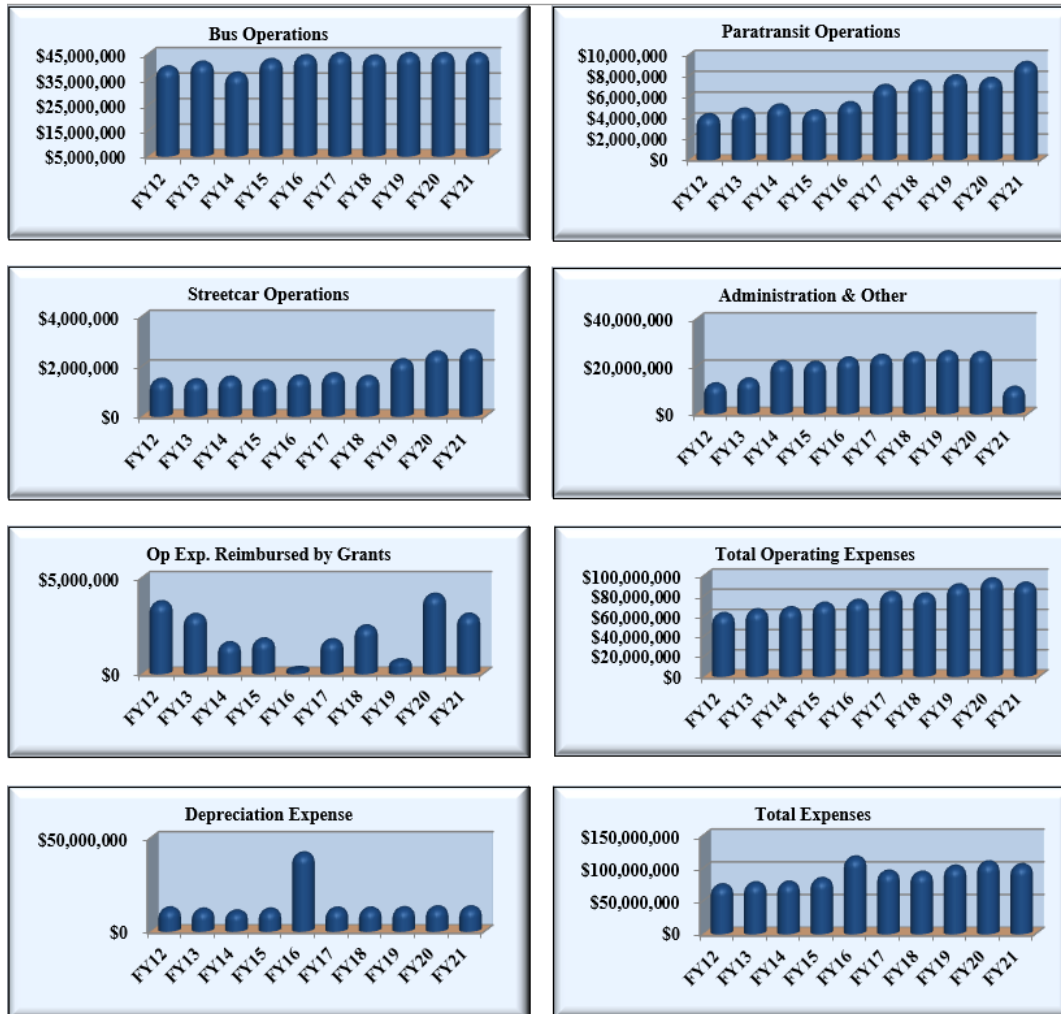 Bus Operations
$45,000,000
$35,000,000
$25,000,000
$15,000,000
$5,000,000
FY12 FY13 FY14 FY15 FY16 FY17 FY18 FY19 FY20 FY21
Paratransit Operations
$10,000,000
$8,000,000
$6,000,000
$4,000,000
$2,000,000
$0
FY12 FY13 FY14 FY15 FY16 FY17 FY18 FY19 FY20 FY21
Streetcar Operations
$4,000,000
$2,000,000
$0
FY12 FY13 FY14 FY15 FY16 FY17 FY18 FY19 FY20 FY21
Administration & Other
$40,000,000
$20,000,000
$0
FY12 FY13 FY14 FY15 FY16 FY17 FY18 FY19 FY20 FY21
Op Exp. Reimbursed by Grants
$5,000,000
$0
FY12 FY13 FY14 FY15 FY16 FY17 FY18 FY19 FY20 FY21
Total Operating Expenses
$100,000,000
$80,000,000
$60,000,000
$40,000,000
$20,000,000
$0
FY12 FY13 FY14 FY15 FY16 FY17 FY18 FY19 FY20 FY21
Depreciation Expense
$50,000,000
$0
FY12 FY13 FY14 FY15 FY16 FY17 FY18 FY19 FY20 FY21
Total Expenses
$150,000,000
$100,000,000
$50,000,000
$0
FY12 FY13 FY14 FY15 FY16 FY17 FY18 FY19 FY20 FY21